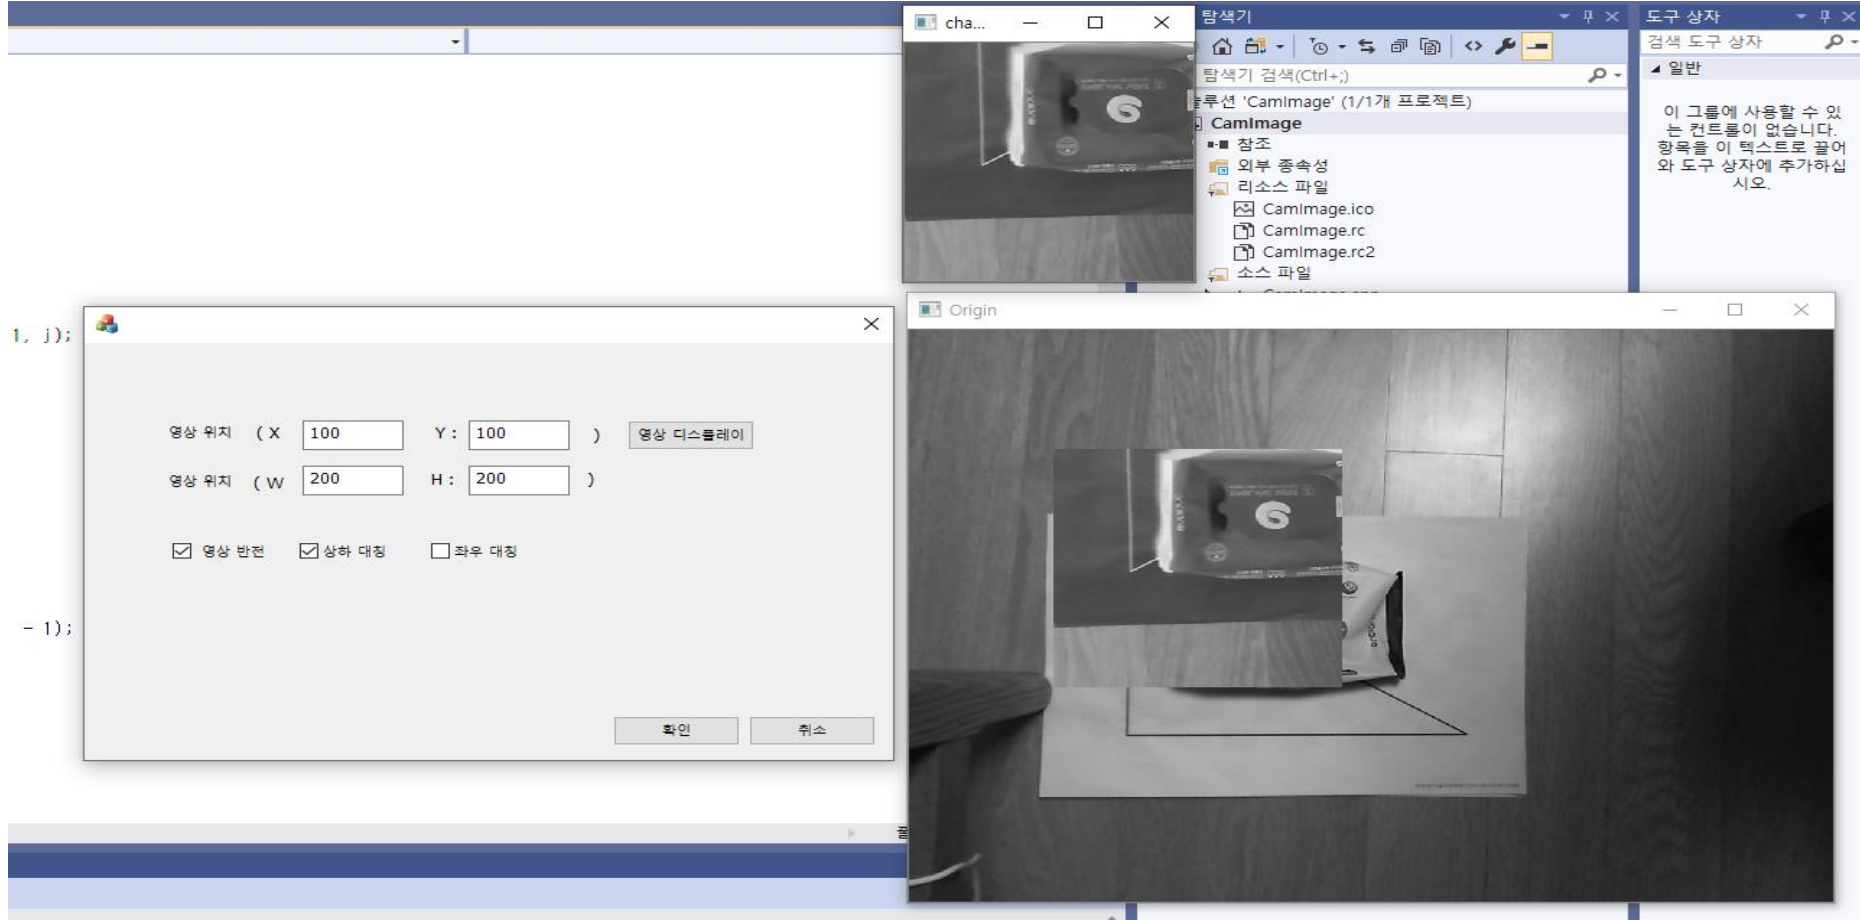 cha...
탐색기
도구 상자
검색 도구 상자
탐색기 검색(Ctrl+;)
일반
루션 'CamImage' (1/1개 프로젝트)
이 그룹에 사용할 수 있
는 컨트롤이 없습니다.
항목을 이 텍스트로 끌어
와 도구 상자에 추가하십
시오.
CamImage
참조
외부 종속성
리소스 파일
CamImage.ico
CamImage.rc
CamImage.rc2
소스 파일
Origin
1, j);
영상 위치 ( X 100 Y : 100 ) 영상 디스플레이
영상 위치 ( W 200 H : 200 )
영상 반전 상하 대칭 좌우 대칭
- 1);
확인 취소